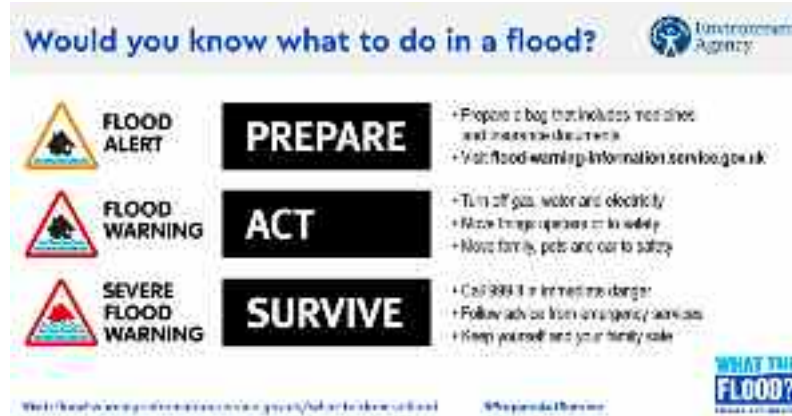 Would you know what to do in a flood?
Environment
Agency
FLOOD
ALERT
PREPARE
• Prepare a bag that includes medicines
and insurance documents
• Visit flood-warning-information.service.gov.uk
FLOOD
WARNING
ACT
• Turn off gas, water and electricity
• Move things upstairs or to safety
• Move family, pets and car to safety
SEVERE
FLOOD
WARNING
SURVIVE
• Call 999 if in immediate danger
• Follow advice from emergency services
• Keep yourself and your family safe
WHAT THE
FLOOD?
#PrepareActSurvive